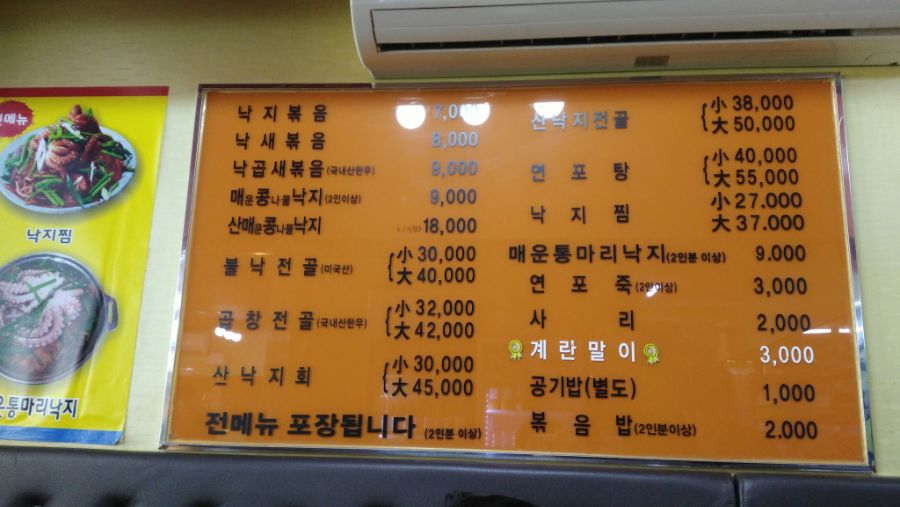 메뉴
낙지찜
운통마리낙지
낙지볶음 7,000
낙새볶음 8,000
낙곱새볶음(국내산한우) 9,000
매운콩나물낙지(2인이상) 9,000
산매운콩나물낙지 18,000
불낙전골(미국산) 小 30,000
大 40,000
곱창전골(국내산한우) 小 32,000
大 42,000
산낙지회 小 30,000
大 45,000
전메뉴 포장됩니다 (2인분 이상)
산낙지전골 小 38,000
大 50,000
연포탕 小 40,000
大 55,000
낙지찜 小 27.000
大 37.000
매운통마리낙지(2인분 이상) 9.000
연포죽(2인이상) 3,000
사리 2,000
계란말이 3,000
공기밥(별도) 1,000
볶음밥(2인분이상) 2.000